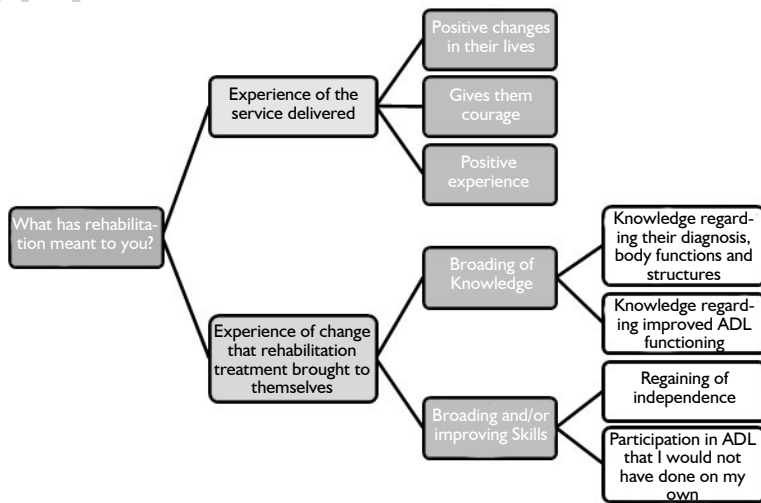 Positive changes
in their lives
Experience of the
service delivered
Gives them
courage
Positive
experience
What has rehabilita-
tion meant to you?
Broading of
Knowledge
Knowledge regard-
ing their diagnosis,
body functions and
structures
Knowledge regard-
ing improved ADL
functioning
Experience of change
that rehabilitation
treatment brought to
themselves
Broading and/or
improving Skills
Regaining of
independence
Participation in ADL
that I would not
have done on my
own